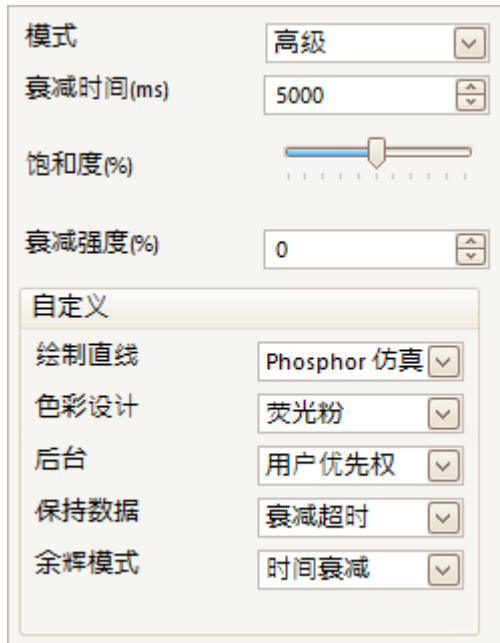 模式 高级
衰减时间(ms) 5000
饱和度(%)
衰减强度(%) 0
自定义
绘制直线 Phosphor 仿真
色彩设计 荧光粉
后台 用户优先权
保持数据 衰减超时
余辉模式 时间衰减